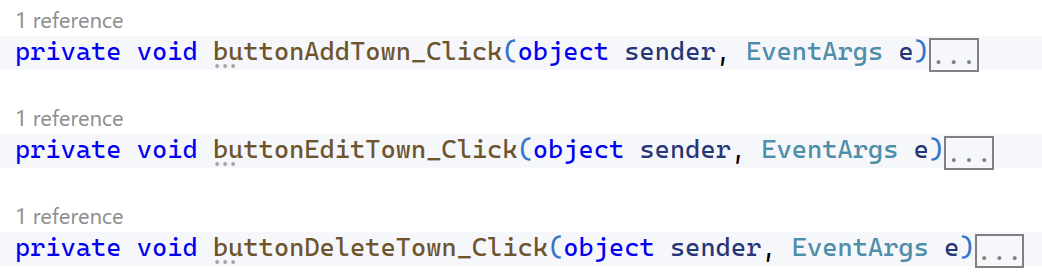 1 reference
private void buttonAddTown_Click(object sender, EventArgs e)...
1 reference
private void buttonEditTown_Click(object sender, EventArgs e)...
1 reference
private void buttonDeleteTown_Click(object sender, EventArgs e)...